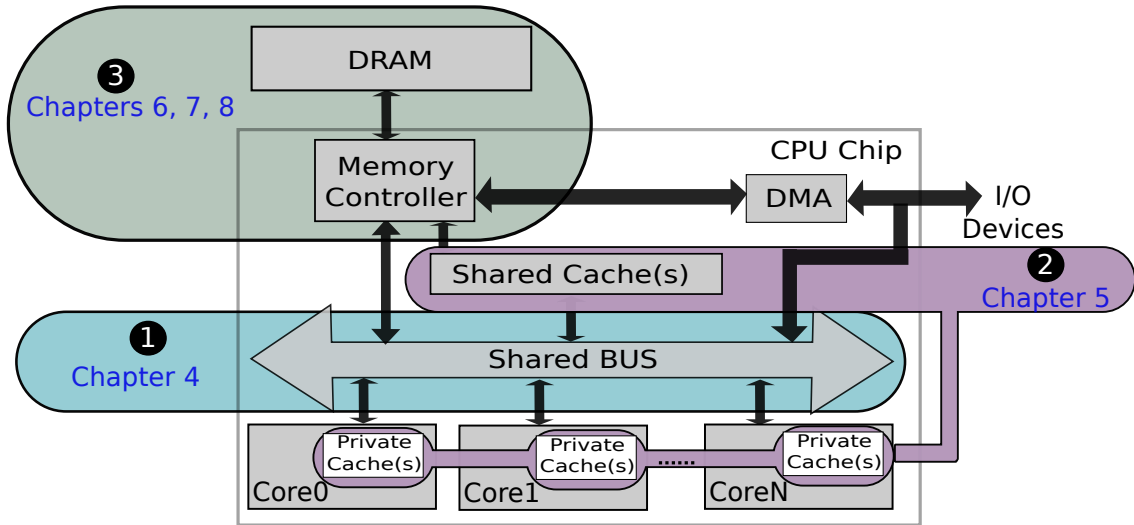 DRAM
3
Chapters 6, 7, 8
CPU Chip
Memory
Controller
DMA
I/O
Devices
Shared Cache(s)
2
Chapter 5
1
Chapter 4
Shared BUS
Private
Cache(s)
Core0
Private
Cache(s)
Core1
......
Private
Cache(s)
CoreN